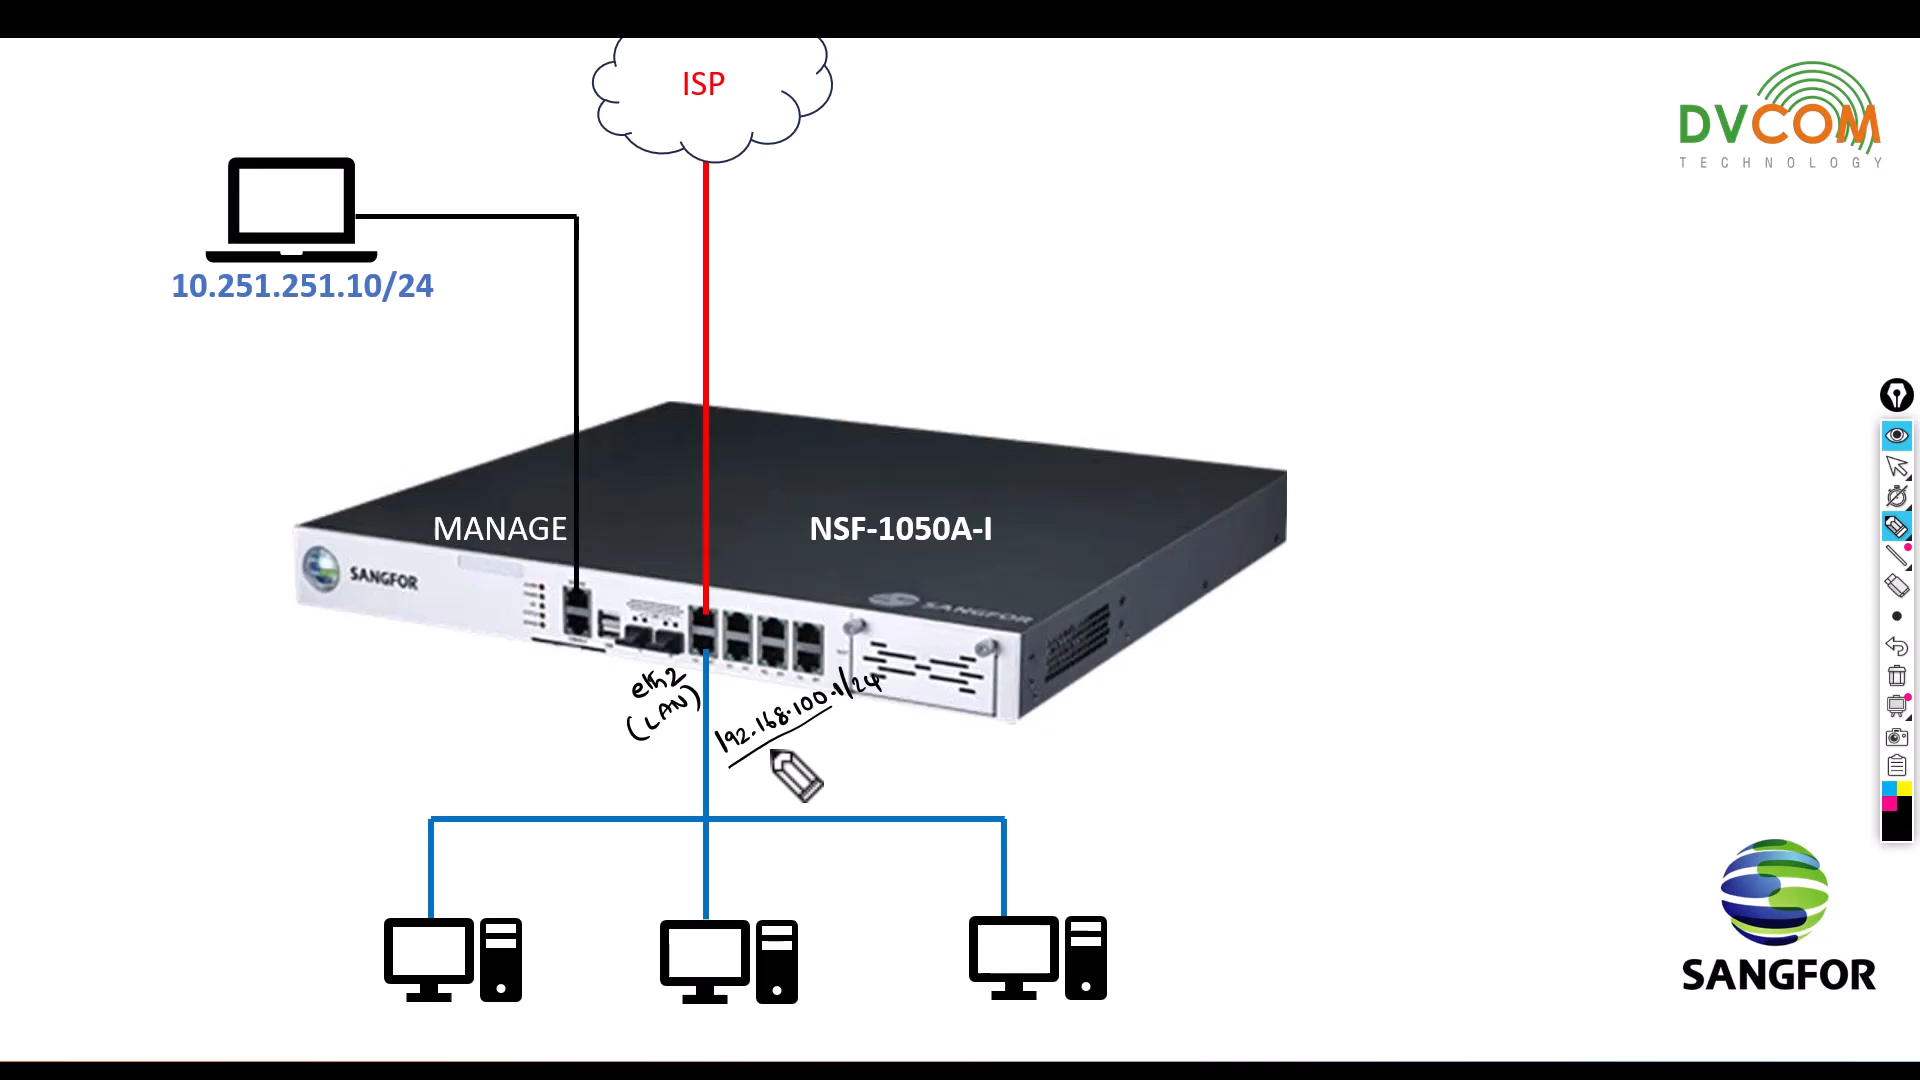 ISP
DVCOM
TECHNOLOGY
10.251.251.10/24
MANAGE
NSF-1050A-I
SANGFOR
SANGFOR
eth2
(LAN)
192.168.100.1/24
SANGFOR